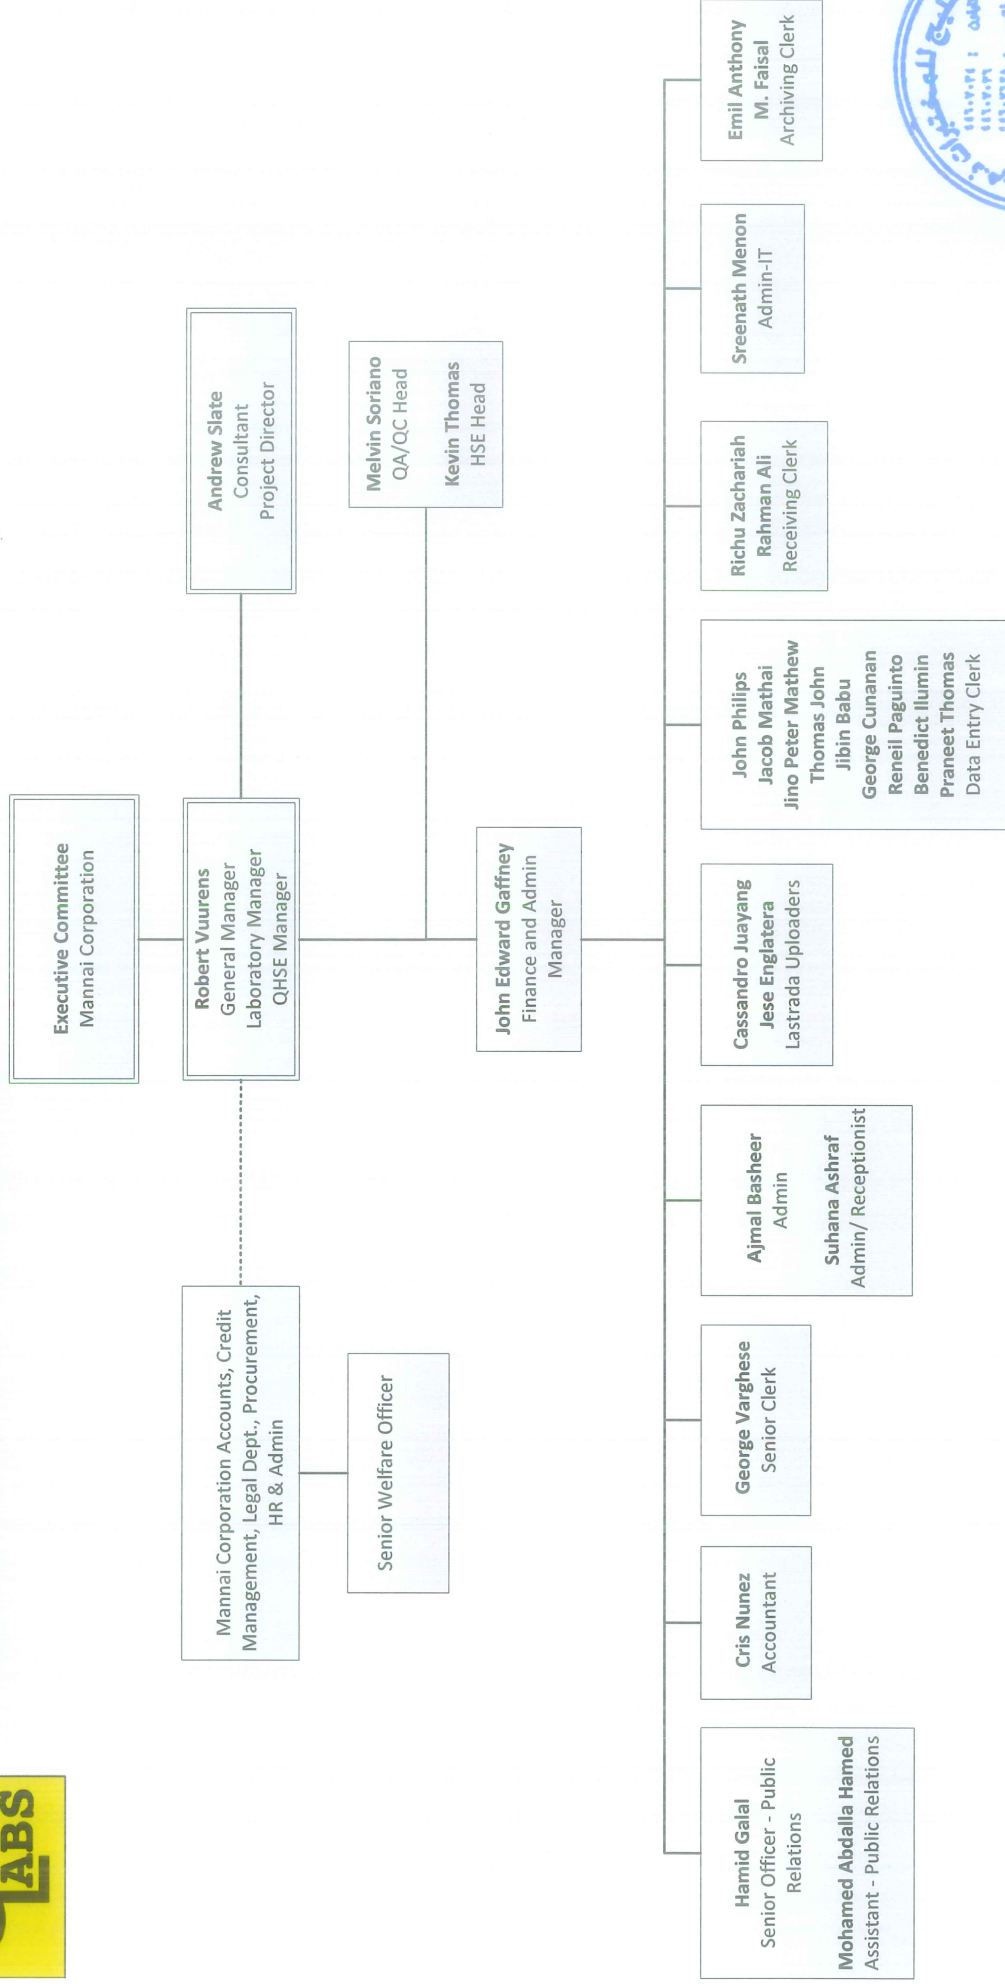 ABS
Executive Committee
Mannai Corporation
Robert Vuurens
General Manager
Laboratory Manager
QHSE Manager
Andrew Slate
Consultant
Project Director
Mannai Corporation Accounts, Credit
Management, Legal Dept., Procurement,
HR & Admin
Senior Welfare Officer
Melvin Soriano
QA/QC Head
Kevin Thomas
HSE Head
John Edward Gaffney
Finance and Admin
Manager
Hamid Galal
Senior Officer - Public
Relations
Mohamed Abdalla Hamed
Assistant - Public Relations
Cris Nunez
Accountant
George Varghese
Senior Clerk
Ajmal Basheer
Admin
Suhana Ashraf
Admin/ Receptionist
Cassandro Juayang
Jese Englatera
Lastrada Uploaders
John Philips
Jacob Mathai
Jino Peter Mathew
Thomas John
Jibin Babu
George Cunanan
Reneil Paguinto
Benedict Ilumin
Praneet Thomas
Data Entry Clerk
Richu Zachariah
Rahman Ali
Receiving Clerk
Sreenath Menon
Admin-IT
Emil Anthony
M. Faisal
Archiving Clerk